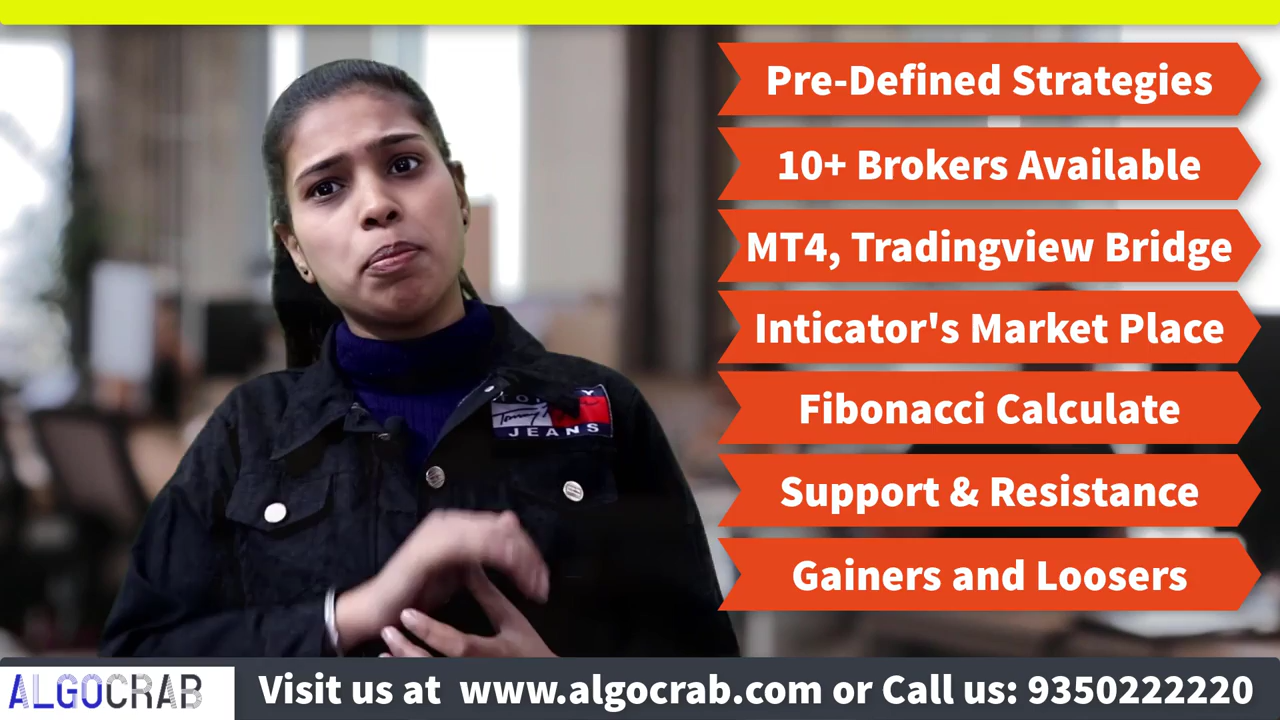 Pre-Defined Strategies
10+ Brokers Available
MT4, Tradingview Bridge
Inticator's Market Place
Fibonacci Calculate
Support & Resistance
Gainers and Loosers
Tommy
JEANS
ALGOCRAB
Visit us at www.algocrab.com or Call us: 9350222220